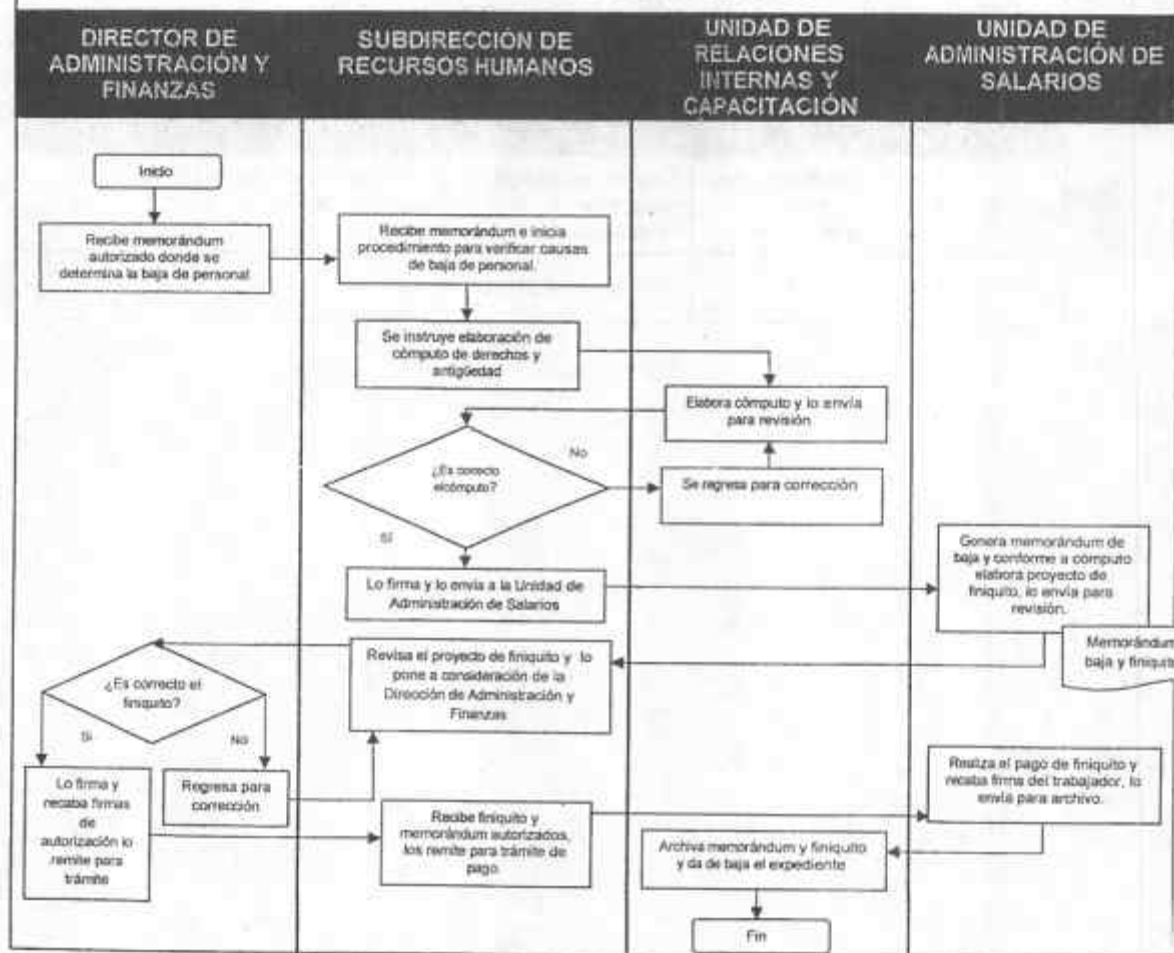 DIRECTOR DE
ADMINISTRACIÓN Y
FINANZAS
SUBDIRECCIÓN DE
RECURSOS HUMANOS
UNIDAD DE
RELACIONES
INTERNAS Y
CAPACITACIÓN
UNIDAD DE
ADMINISTRACIÓN DE
SALARIOS
Inicio
Recibe memorándum
autorizado donde se
determina la baja de personal
Recibe memorándum e inicia
procedimiento para verificar causas
de baja de personal.
Se instruye elaboración de
cómputo de derechos y
antigüedad
Elabora cómputo y lo envía
para revisión
¿Es correcto
elcómputo?
No
Se regresa para corrección
Sí
Lo firma y lo envía a la Unidad de
Administración de Salarios
Genera memorándum de
baja y conforme a cómputo
elabora proyecto de
finiquito, lo envía para
revisión.
Memorándum
baja y finiquito
Revisa el proyecto de finiquito y lo
pone a consideración de la
Dirección de Administración y
Finanzas
¿Es correcto el
finiquito?
Si
No
Lo firma y
recaba firmas
de
autorización lo
remite para
trámite
Regresa para
corrección
Recibe finiquito y
memorándum autorizados,
los remite para trámite de
pago.
Realiza el pago de finiquito y
recaba firma del trabajador, lo
envía para archivo.
Archiva memorándum y finiquito
y da de baja el expediente
Fin